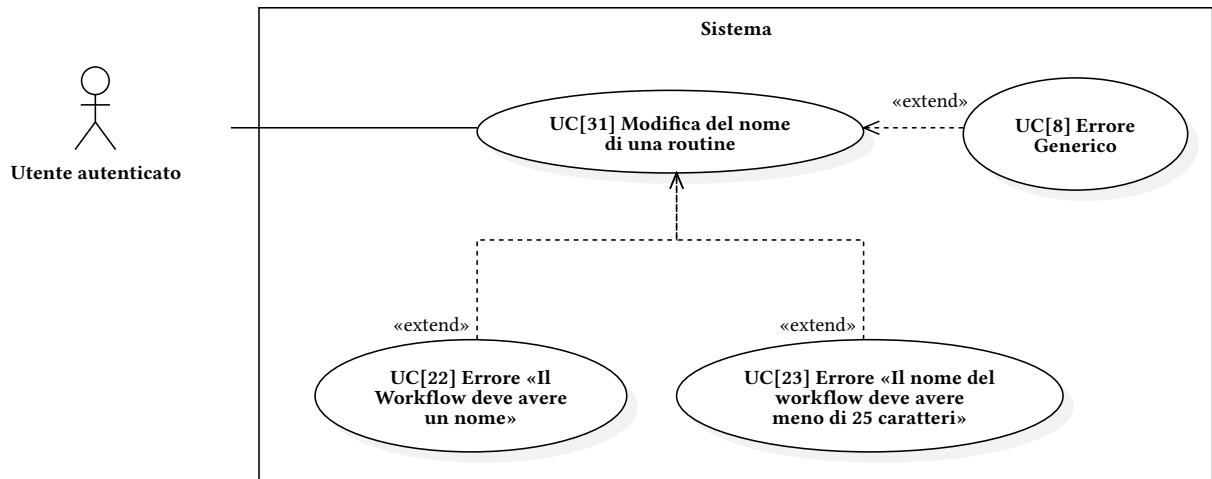 Sistema
Utente autenticato
UC[31] Modifica del nome
di una routine
«extend»
UC[8] Errore
Generico
«extend»
«extend»
UC[22] Errore «Il
Workflow deve avere
un nome»
UC[23] Errore «Il nome del
workflow deve avere
meno di 25 caratteri»